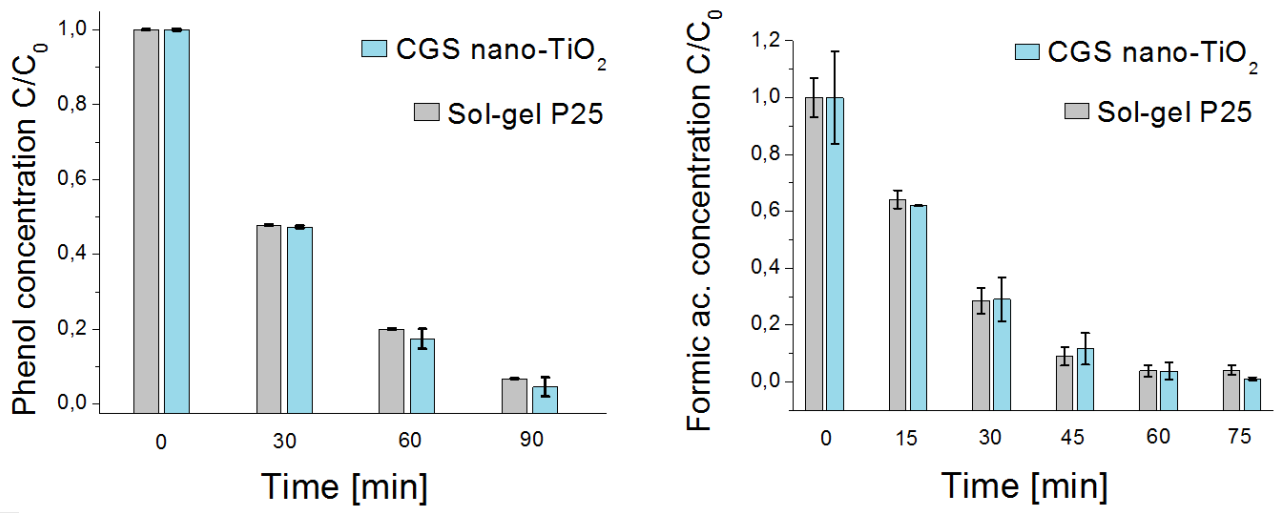 Phenol concentration C/C₀
1,0
0,8
0,6
0,4
0,2
0,0
CGS nano-TiO₂
Sol-gel P25
0 30 60 90
Time [min]
Formic ac. concentration C/C₀
1,2
1,0
0,8
0,6
0,4
0,2
0,0
CGS nano-TiO₂
Sol-gel P25
0 15 30 45 60 75
Time [min]